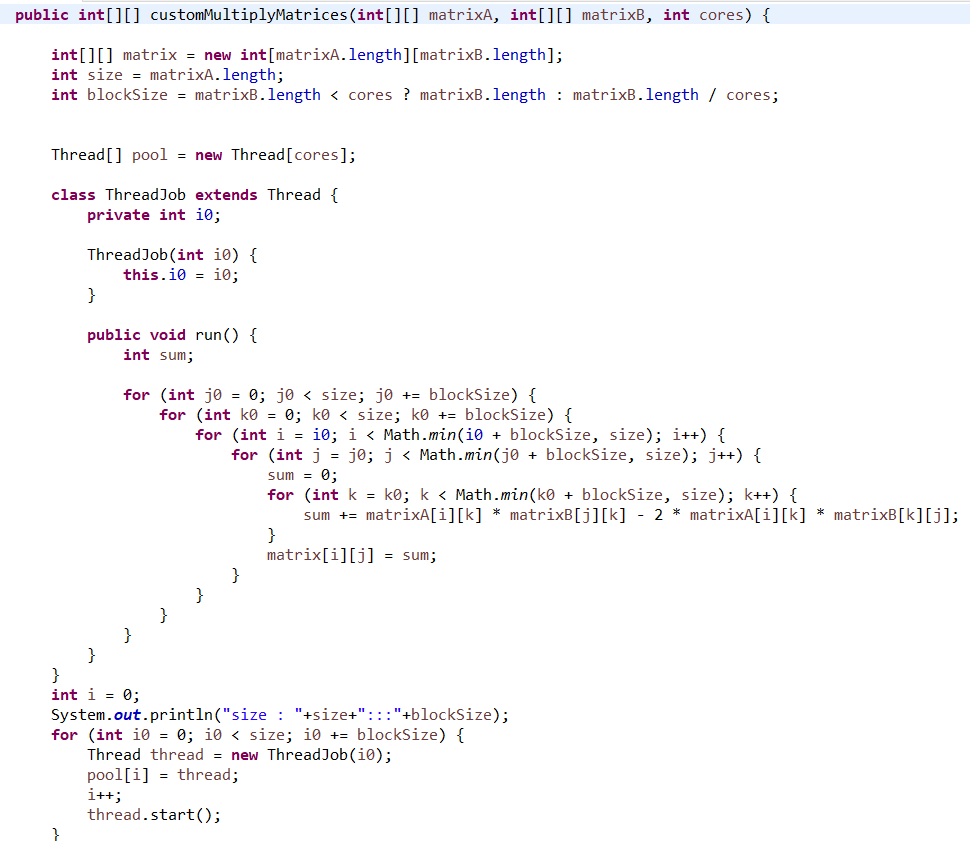 public int[][] customMultiplyMatrices(int[][] matrixA, int[][] matrixB, int cores) {
int[][] matrix = new int[matrixA.length][matrixB.length];
int size = matrixA.length;
int blockSize = matrixB.length < cores ? matrixB.length : matrixB.length / cores;
Thread[] pool = new Thread[cores];
class ThreadJob extends Thread {
private int i0;
ThreadJob(int i0) {
this.i0 = i0;
}
public void run() {
int sum;
for (int j0 = 0; j0 < size; j0 += blockSize) {
for (int k0 = 0; k0 < size; k0 += blockSize) {
for (int i = i0; i < Math.min(i0 + blockSize, size); i++) {
for (int j = j0; j < Math.min(j0 + blockSize, size); j++) {
sum = 0;
for (int k = k0; k < Math.min(k0 + blockSize, size); k++) {
sum += matrixA[i][k] * matrixB[j][k] - 2 * matrixA[i][k] * matrixB[k][j];
}
matrix[i][j] = sum;
}
}
}
}
}
}
int i = 0;
System.out.println("size : "+size+":::"+blockSize);
for (int i0 = 0; i0 < size; i0 += blockSize) {
Thread thread = new ThreadJob(i0);
pool[i] = thread;
i++;
thread.start();
}